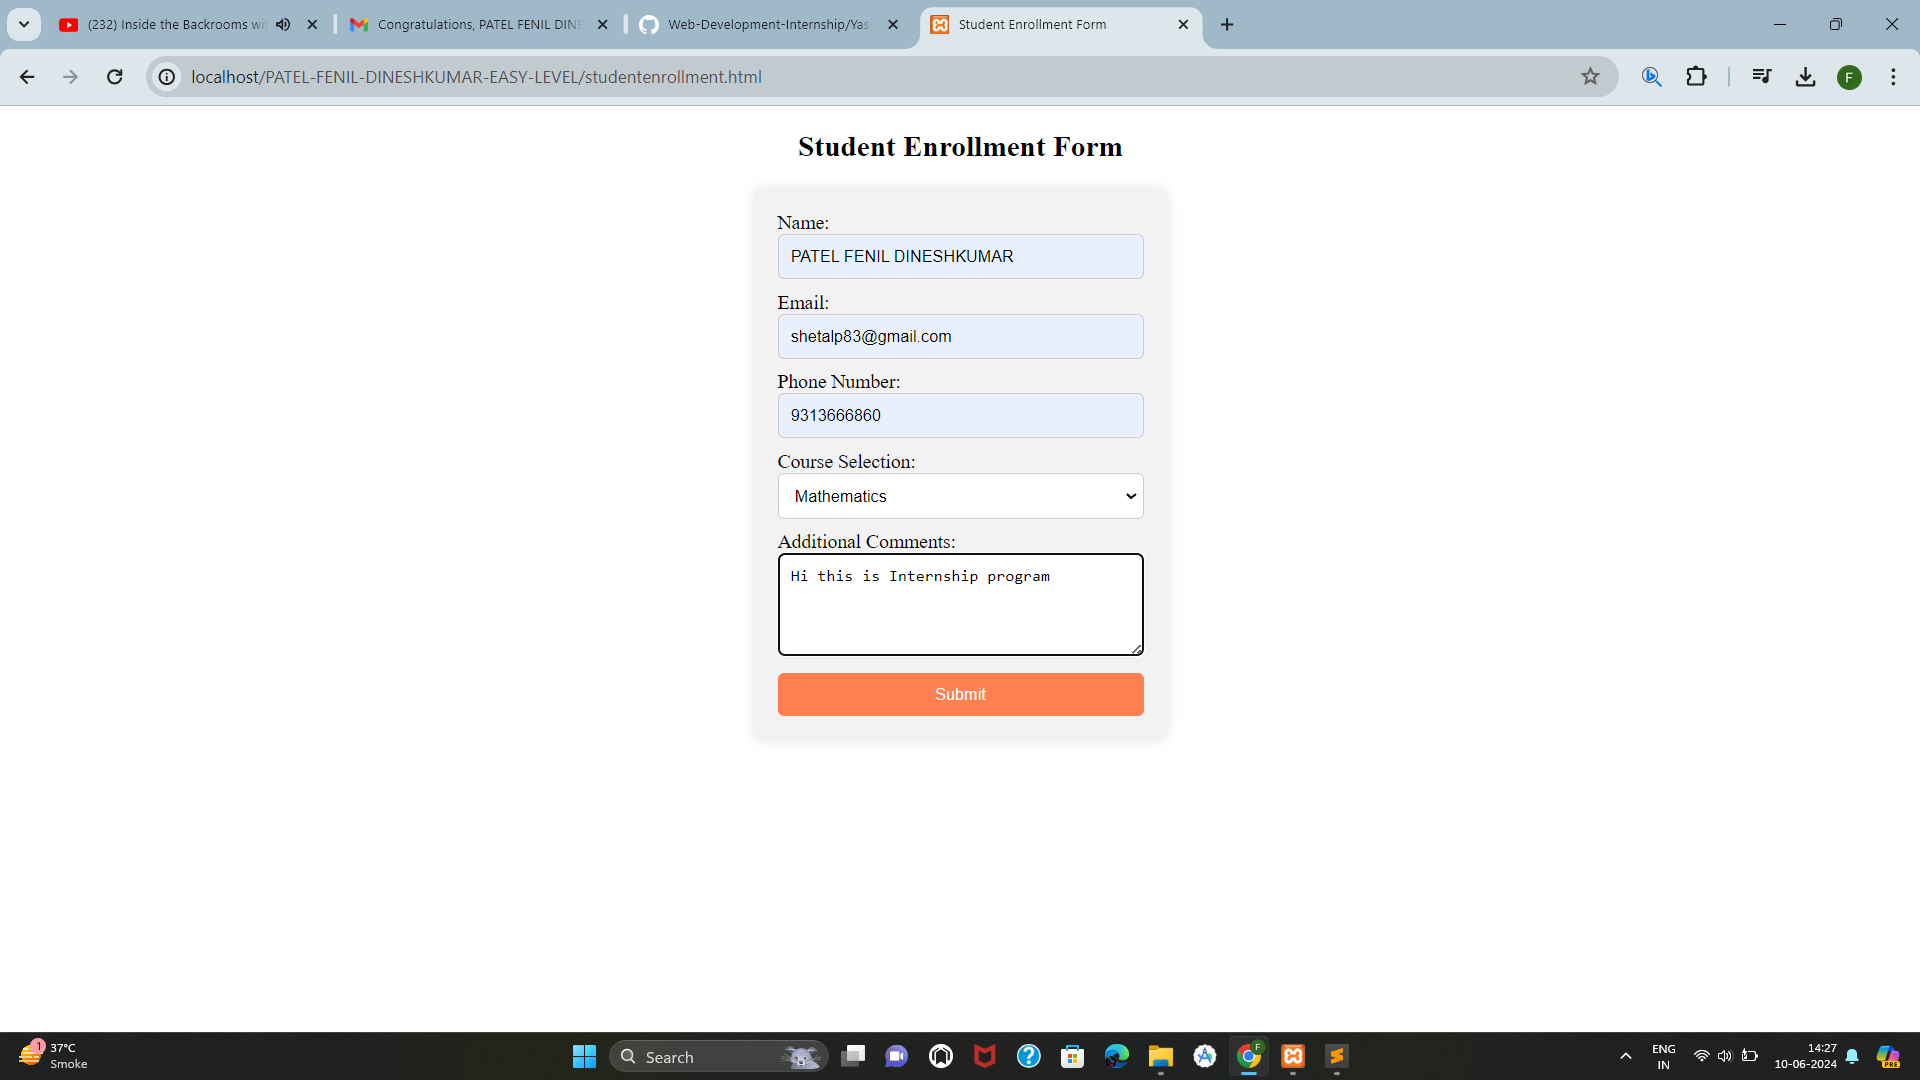 (232) Inside the Backrooms wi
Congratulations, PATEL FENIL DINE
Web-Development-Internship/Yas
Student Enrollment Form
localhost/PATEL-FENIL-DINESHKUMAR-EASY-LEVEL/studentenrollment.html
F
Student Enrollment Form
Name:
PATEL FENIL DINESHKUMAR
Email:
shetalp83@gmail.com
Phone Number:
9313666860
Course Selection:
Mathematics
Additional Comments:
Hi this is Internship program
Submit
1
37°C
Smoke
Search
F
ENG
IN
14:27
10-06-2024
PRE